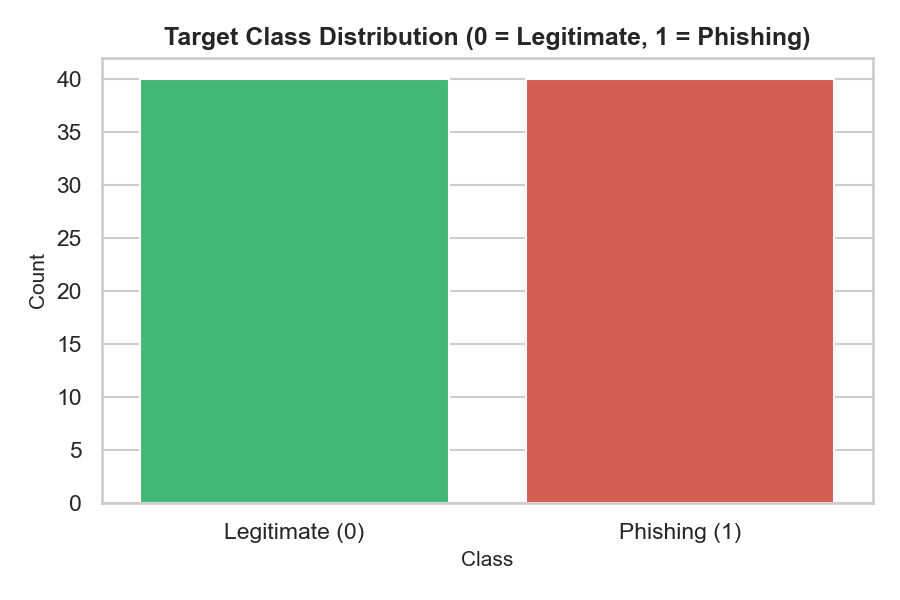 Target Class Distribution (0 = Legitimate, 1 = Phishing)
40
35
30
25
20
15
10
5
0
Count
Legitimate (0) Phishing (1)
Class